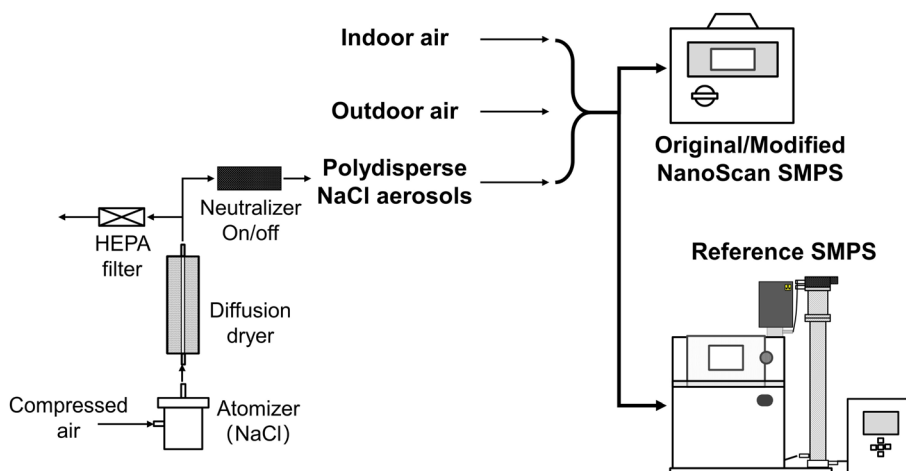 Indoor air
Outdoor air
Polydisperse
NaCl aerosols
Original/Modified
NanoScan SMPS
Neutralizer
On/off
HEPA
filter
Reference SMPS
Diffusion
dryer
Compressed
air
Atomizer
(NaCl)